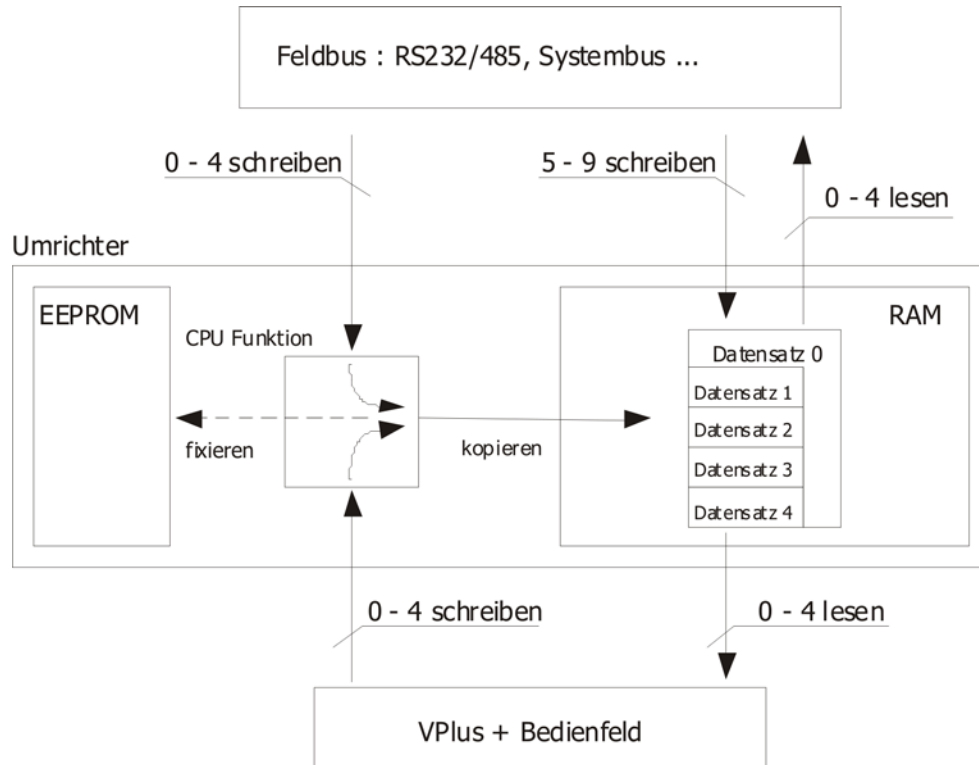 Feldbus : RS232/485, Systembus ...
0 - 4 schreiben
5 - 9 schreiben
0 - 4 lesen
Umrichter
EEPROM
RAM
CPU Funktion
Datensatz 0
Datensatz 1
Datensatz 2
Datensatz 3
Datensatz 4
fixieren
kopieren
0 - 4 schreiben
0 - 4 lesen
VPlus + Bedienfeld